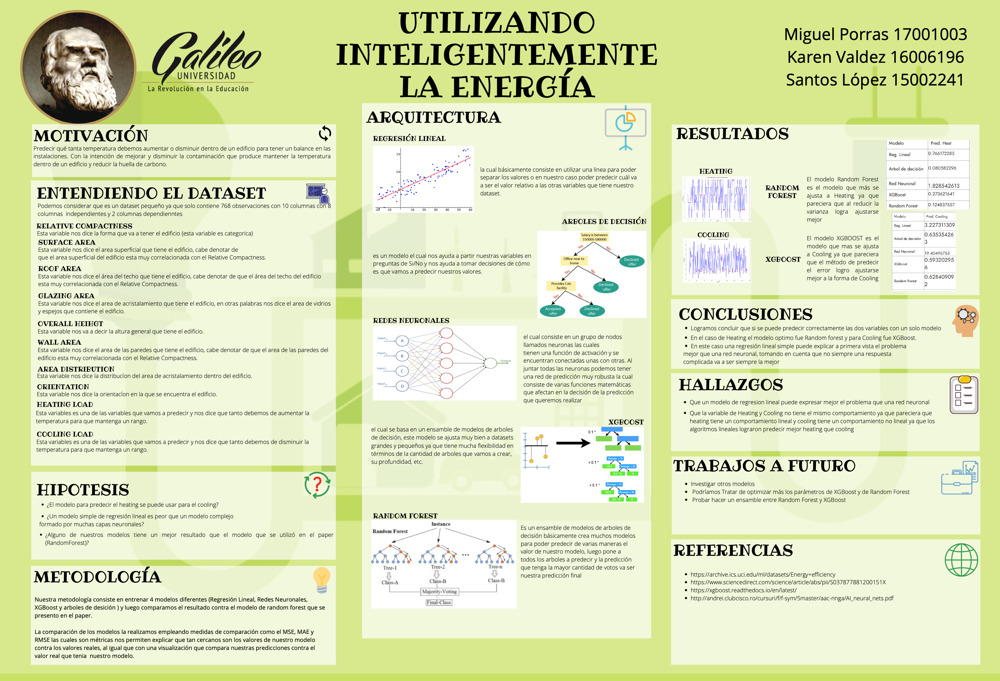 Galileo
UNIVERSIDAD
La Revolución en la Educación
UTILIZANDO
INTELIGENTEMENTE
LA ENERGÍA
Miguel Porras 17001003
Karen Valdez 16006196
Santos López 15002241
MOTIVACIÓN
Predecir qué tanta temperatura debemos aumentar o disminuir dentro de un edificio para tener un balance en las
instalaciones. Con la intención de mejorar y disminuir la contaminación que produce mantener la temperatura
dentro de un edificio y reducir la huella de carbono.
ENTENDIENDO EL DATASET
Podemos considerar que es un dataset pequeño ya que solo contiene 768 observaciones con 10 columnas con 8
columnas independientes y 2 columnas dependienntes
RELATIVE COMPACTNESS
Esta variable nos dice la forma que va a tener el edificio (esta variable es categorica)
SURFACE AREA
Esta variable nos dice el area superficial que tiene el edificio, cabe denotar de
que el area superficial del edificio esta muy correlacionada con el Relative Compactness.
ROOF AREA
Esta variable nos dice el área del techo que tiene el edificio, cabe denotar de que el área del techo del edificio
esta muy correlacionada con el Relative Compactness.
GLAZING AREA
Esta variable nos dice el area de acristalamiento que tiene el edificio, en otras palabras nos dice el area de vidrios
y espejos que contiene el edificio.
OVERALL HEIHGT
Esta variable nos va a decir la altura general que tiene el edificio.
WALL AREA
Esta variable nos dice el area de las paredes que tiene el edificio, cabe denotar de que el area de las paredes del
edificio esta muy correlacionada con el Relative Compactness.
AREA DISTRIBUTION
Esta variable nos dice la distribucíon del area de acristalamiento dentro del edificio.
ORIENTATION
Esta variable nos dice la orientacíon en la que se encuentra el edificio.
HEATING LOAD
Esta variables es una de las variables que vamos a predecir y nos dice que tanto debemos de aumentar la
temperatura para que mantenga un rango.
COOLING LOAD
Esta variables es una de las variables que vamos a predecir y nos dice que tanto debemos de disminuir la
temperatura para que mantenga un rango.
HIPOTESIS
• ¿El modelo para predecir el heating se puede usar para el cooling?
• ¿Un modelo simple de regresión lineal es peor que un modelo complejo
formado por muchas capas neuronales?
• ¿Alguno de nuestros modelos tiene un mejor resultado que el modelo que se utilizó en el paper
(RandomForest)?
METODOLOGÍA
Nuestra metodología consiste en entrenar 4 modelos diferentes (Regresión Lineal, Redes Neuronales,
XGBoost y arboles de desición ) y luego comparamos el resultado contra el modelo de random forest que se
presento en el paper.
La comparación de los modelos la realizamos empleando medidas de comparación como el MSE, MAE y
RMSE las cuales son métricas nos permiten explicar que tan cercanos son los valores de nuestro modelo
contra los valores reales, al igual que con una visualización que compara nuestras predicciones contra el
valor real que tenia nuestro modelo.
ARQUITECTURA
REGRESIÓN LINEAL
15
10
5
-20 -10 10 20 30 40 50 60
la cual básicamente consiste en utilizar una linea para poder
separar los valores o en nuestro caso poder predecir cuál va
a ser el valor relativo a las otras variables que tiene nuestro
dataset.
ARBOLES DE DECISIÓN
es un modelo el cual nos ayuda a partir nuestras variables en
preguntas de Si/No y nos ayuda a tomar decisiones de cómo
es que vamos a predecir nuestros valores.
Salary is between
$50000-$80000
Yes No
Office near to
home
Declined
offer
Yes No
Provides Cab
facility
Declined
offer
Yes No
Accepted
offer
Declined
offer
REDES NEURONALES
Input A
A
Input B
B
Input C
C
Input D
D
Output
el cual consiste en un grupo de nodos
llamados neuronas las cuales
tienen una función de activación y se
encuentran conectadas unas con otras. Al
juntar todas las neuronas podemos tener
una red de predicción muy robusta la cual
consiste de varias funciones matemáticas
que afectan en la decisión de la predicción
que queremos realizar
XGBOOST
el cual se basa en un ensamble de modelos de arboles
de decisión, este modelo se ajusta muy bien a datasets
grandes y pequeños ya que tiene mucha flexibilidad en
términos de la cantidad de arboles que vamos a crear,
su profundidad, etc.
0.1 *
+ 0.1 *
Dosage < 15
-10.5
Dosage < 30
6.5, 7.5
-8
+ 0.1 *
Dosage < 15
-10.5
Dosage < 30
6.5, 7.5
-8
RANDOM FOREST
Instance
Random Forest
...
Tree-1
Tree-2
Tree-n
Class-A
Class-B
Class-B
Majority-Voting
Final-Class
Es un ensamble de modelos de arboles de
decisión básicamente crea muchos modelos
para poder predecir de varias maneras el
valor de nuestro modelo, luego pone a
todos los arboles a predecir y la predicción
que tenga la mayor cantidad de votos va ser
nuestra predicción final
RESULTADOS
HEATING
RANDOM
FOREST
El modelo Random Forest
es el modelo que más se
ajusta a Heating ya que
pareciera que al reducir la
varianza logra ajustarse
mejor
Modelo Pred. Heat
Reg. Lineal 0.766172285
Arbol de decisión 0.080582296
Red Neuronal 1.828542613
XGBoost 0.273621641
Random Forest 0.124837557
COOLING
XGBOOST
El modelo XGBOOST es el
modelo que mas se ajusta
a Cooling ya que pareciera
que el método de predecir
el error logro ajustarse
mejor a la forma de Cooling
Modelo Pred. Cooling
Reg. Lineal 3.227311309
Arbol de decisión 0.63535426
3
Red Neuronal 19.40496753
XGBoost 0.59320295
6
Random Forest 0.62840909
2
CONCLUSIONES
• Logramos concluir que si se puede predecir correctamente las dos variables con un solo modelo
• En el caso de Heating el modelo optimo fue Random forest y para Cooling fue XGBoost.
• En este caso una regresión lineal simple puede explicar a primera vista el problema
mejor que una red neuronal, tomando en cuenta que no siempre una respuesta
complicada va a ser siempre la mejor
HALLAZGOS
• Que un modelo de regresion lineal puede expresar mejor el problema que una red neuronal
• Que la variable de Heating y Cooling no tiene el mismo comportamiento ya que pareciera que
heating tiene un comportamiento lineal y cooling tiene un comportamiento no lineal ya que los
algoritmos lineales lograron predecir mejor heating que cooling
TRABAJOS A FUTURO
• Investigar otros modelos
• Podríamos Tratar de optimizar más los parámetros de XGBoost y de Random Forest
• Probar hacer un ensamble entre Random Forest y XGBoost
REFERENCIAS
• https://archive.ics.uci.edu/ml/datasets/Energy+efficiency
• https://www.sciencedirect.com/science/article/abs/pii/S037877881200151X
• https://xgboost.readthedocs.io/en/latest/
• http://andrei.clubcisco.ro/cursuri/f/f-sym/5master/aac-nnga/AI_neural_nets.pdf